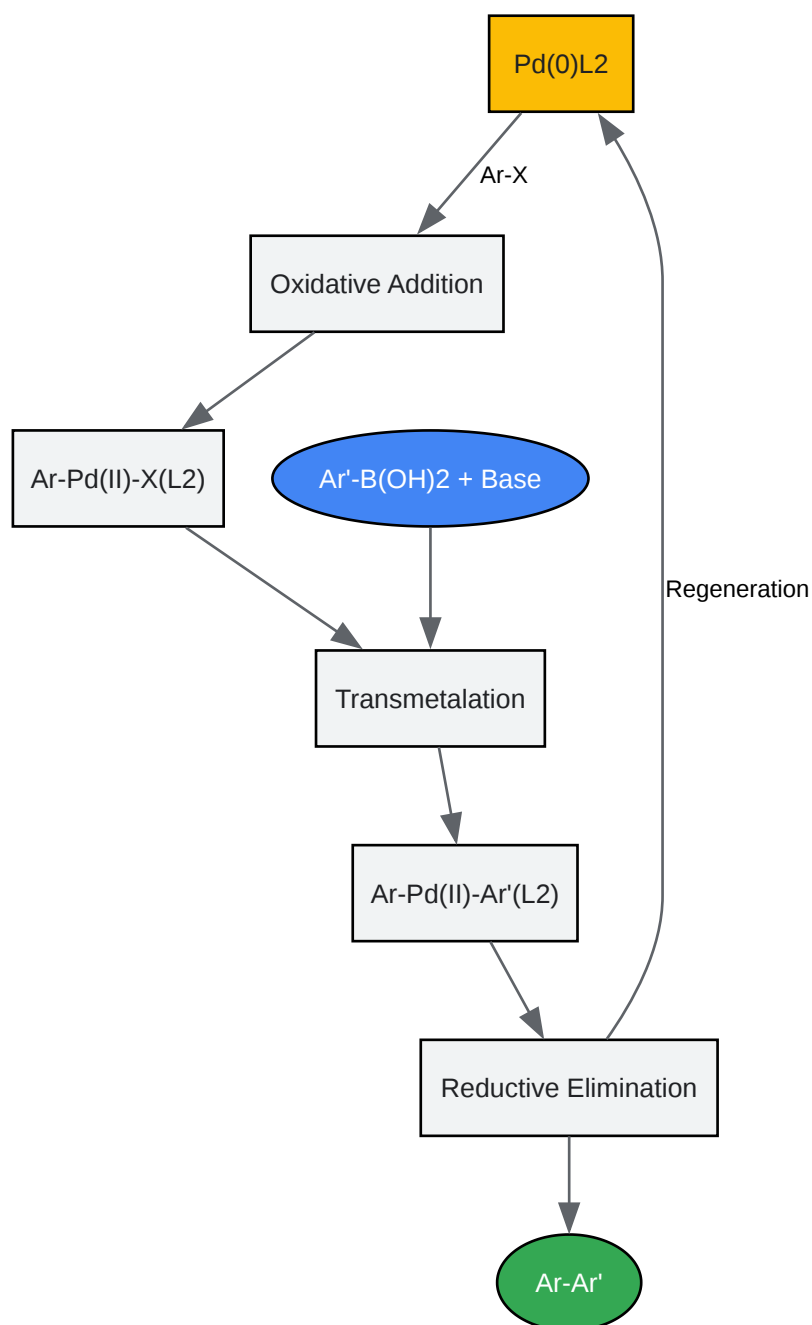 Pd(0)L2
Ar-X
Oxidative Addition
Ar-Pd(II)-X(L2)
Ar'-B(OH)2 + Base
Regeneration
Transmetalation
Ar-Pd(II)-Ar'(L2)
Reductive Elimination
Ar-Ar'